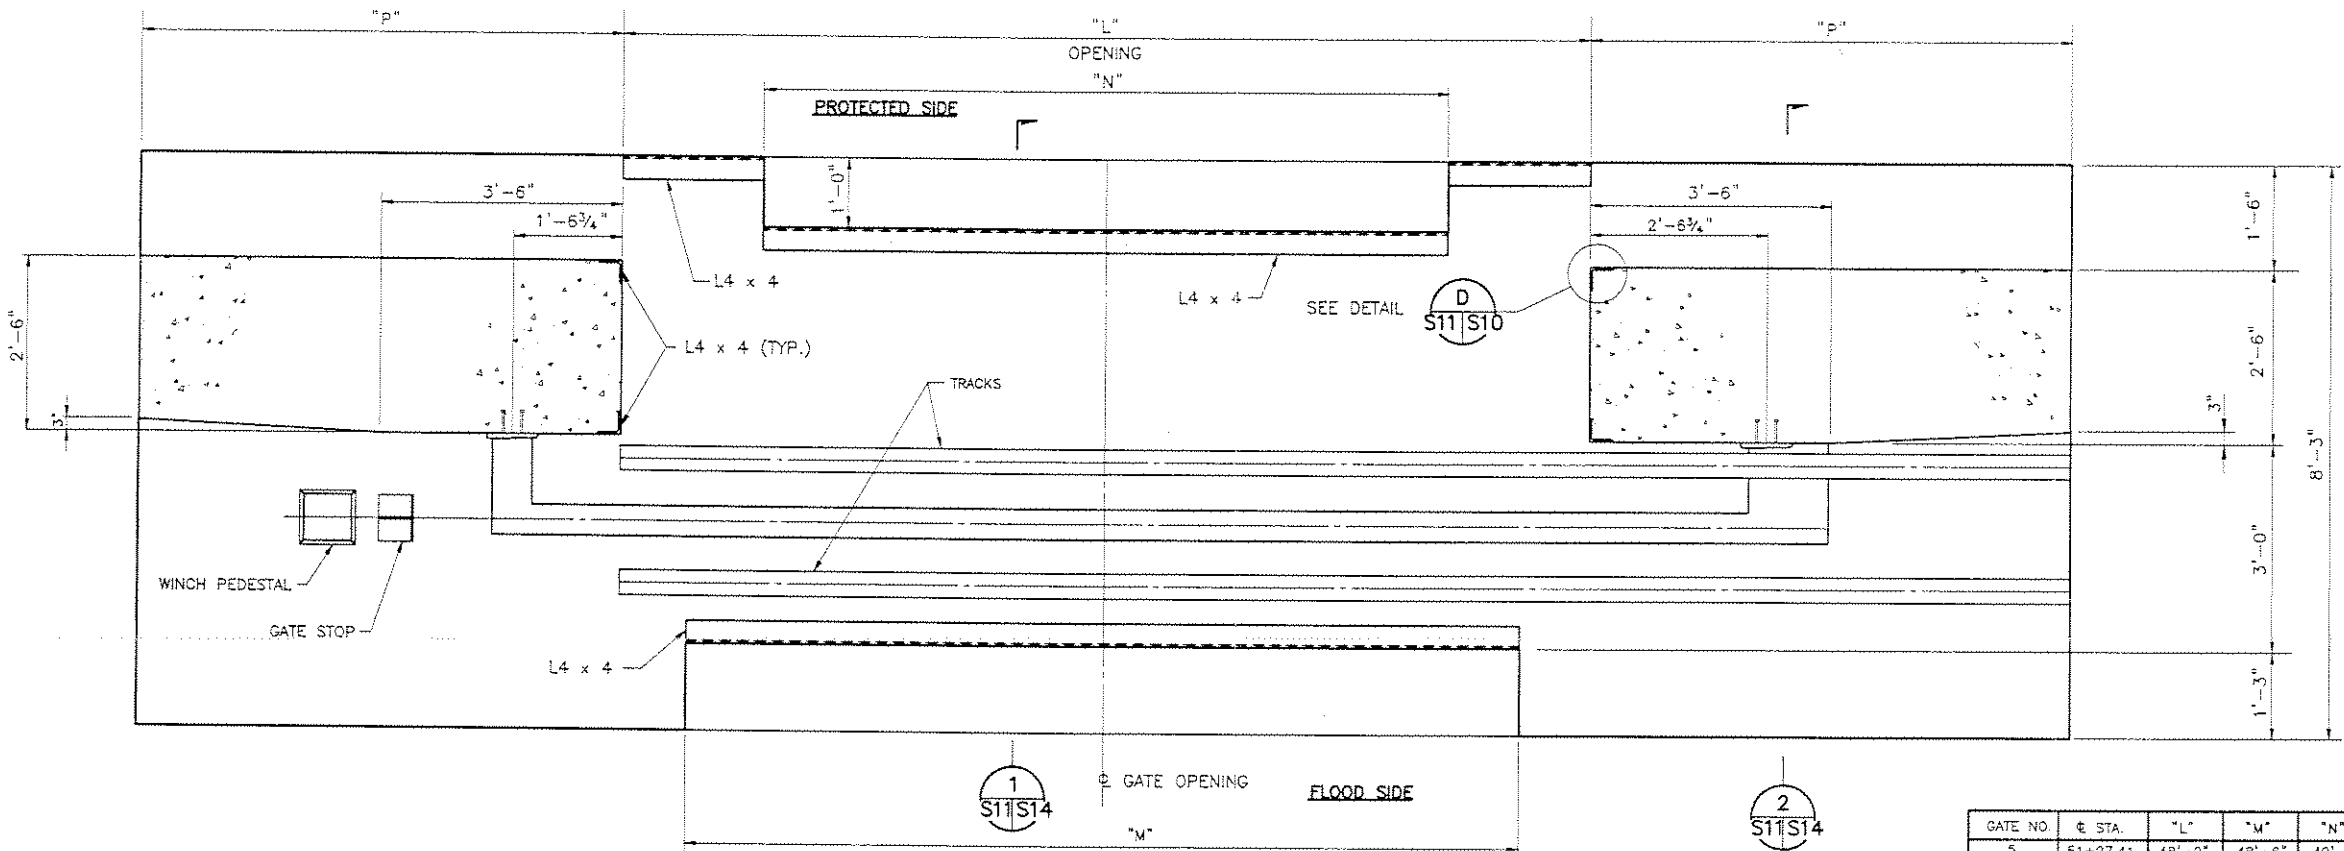 "P"
"L"
OPENING
"P"
"N"
PROTECTED SIDE
3'-6"
1'-6¾"
1'-0"
3'-6"
2'-6¾"
1'-6"
L4 x 4
L4 x 4
SEE DETAIL
D
S11 S10
2'-6"
L4 x 4 (TYP.)
2'-6"
TRACKS
3"
3"
8'-3"
WINCH PEDESTAL
GATE STOP
3'-0"
L4 x 4
1'-3"
1
S11 S14
℄ GATE OPENING
FLOOD SIDE
2
S11 S14
"M"
GATE NO. ℄ STA. "L" "M" "N"
5